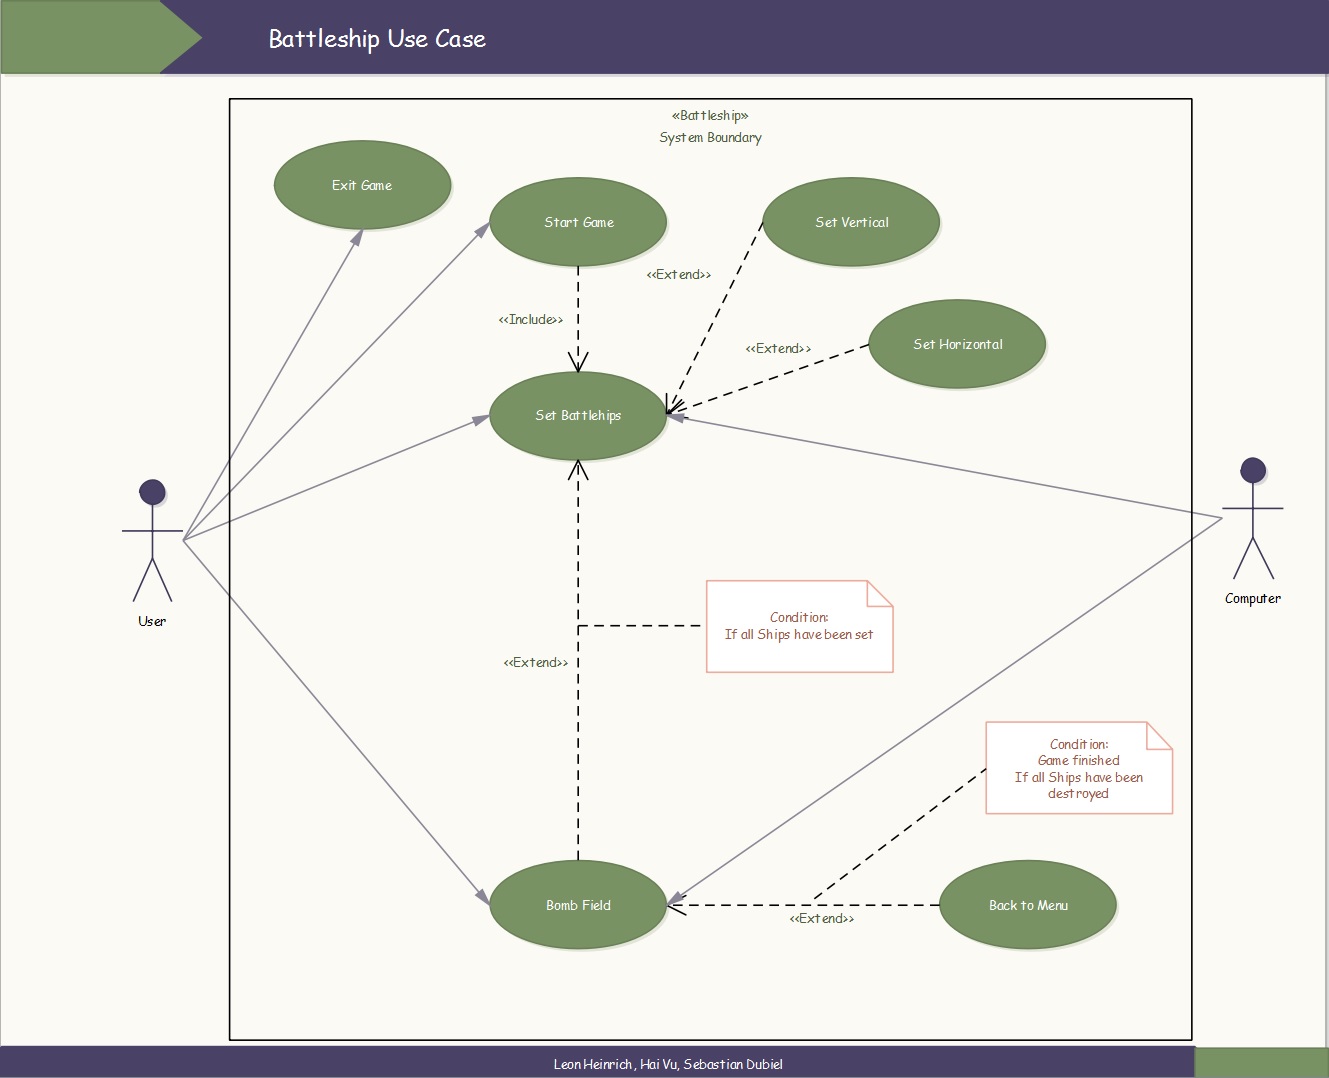 Battleship Use Case
«Battleship»
System Boundary
Exit Game
Start Game
Set Vertical
<<Extend>>
<<Include>>
Set Horizontal
<<Extend>>
Set Battlehips
User
Computer
Condition:
If all Ships have been set
<<Extend>>
Condition:
Game finished
If all Ships have been
destroyed
Bomb Field
Back to Menu
<<Extend>>
Leon Heinrich, Hai Vu, Sebastian Dubiel